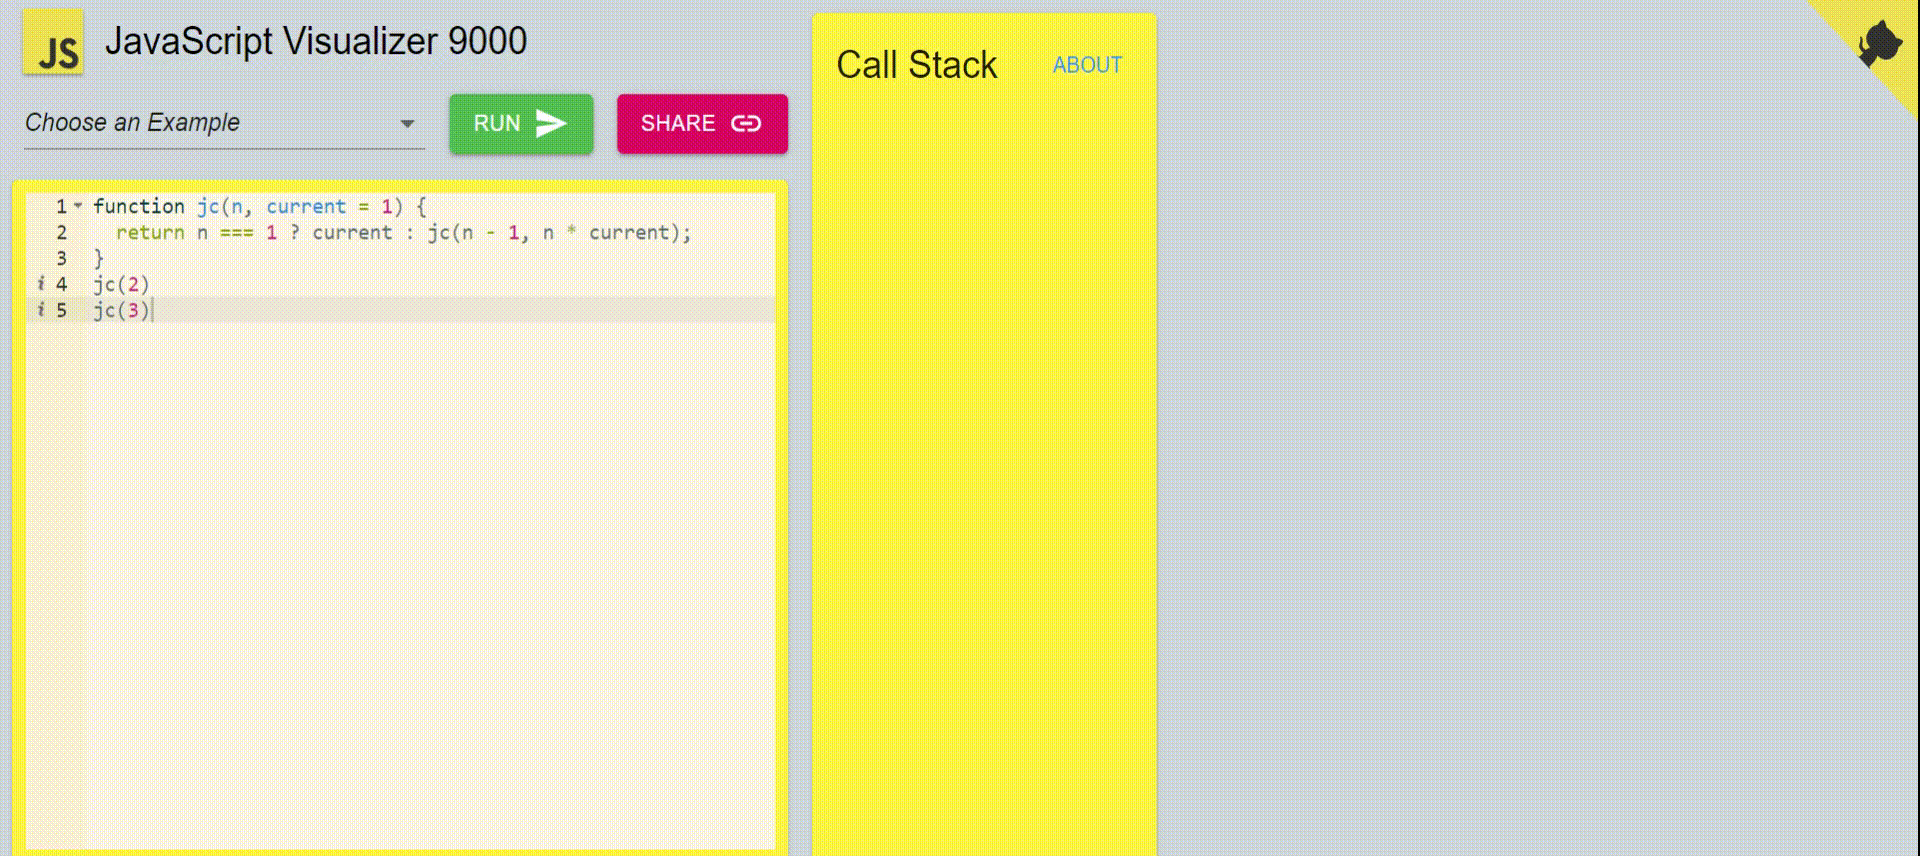 JS JavaScript Visualizer 9000
Choose an Example
RUN
SHARE
1 function jc(n, current = 1) {
2   return n === 1 ? current : jc(n - 1, n * current);
3 }
i 4 jc(2)
i 5 jc(3)
Call Stack
ABOUT